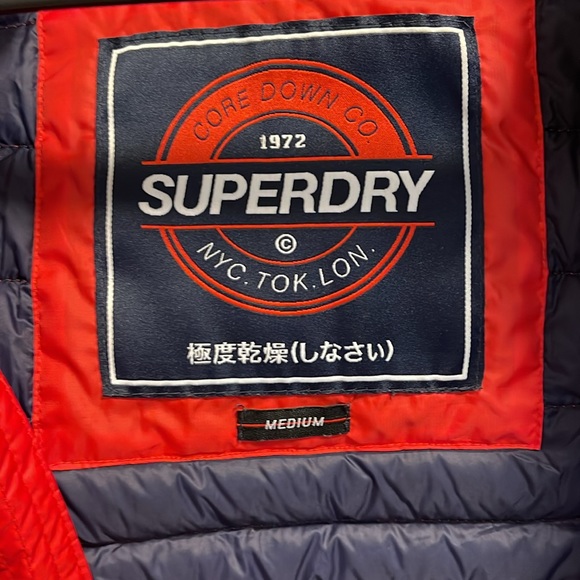 CORE DOWN CO.
1972
SUPERDRY
©
NYC.TOK.LON.
極度乾燥(しなさい)
MEDIUM